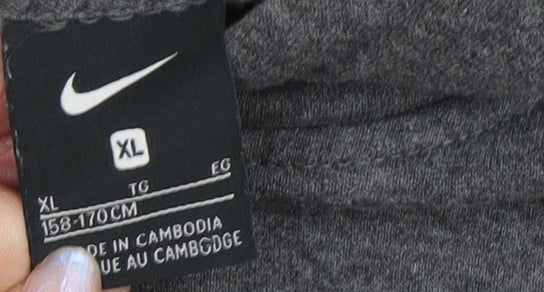 XL
XL TG EG
158-170CM
DE IN CAMBODIA
UE AU CAMBODGE